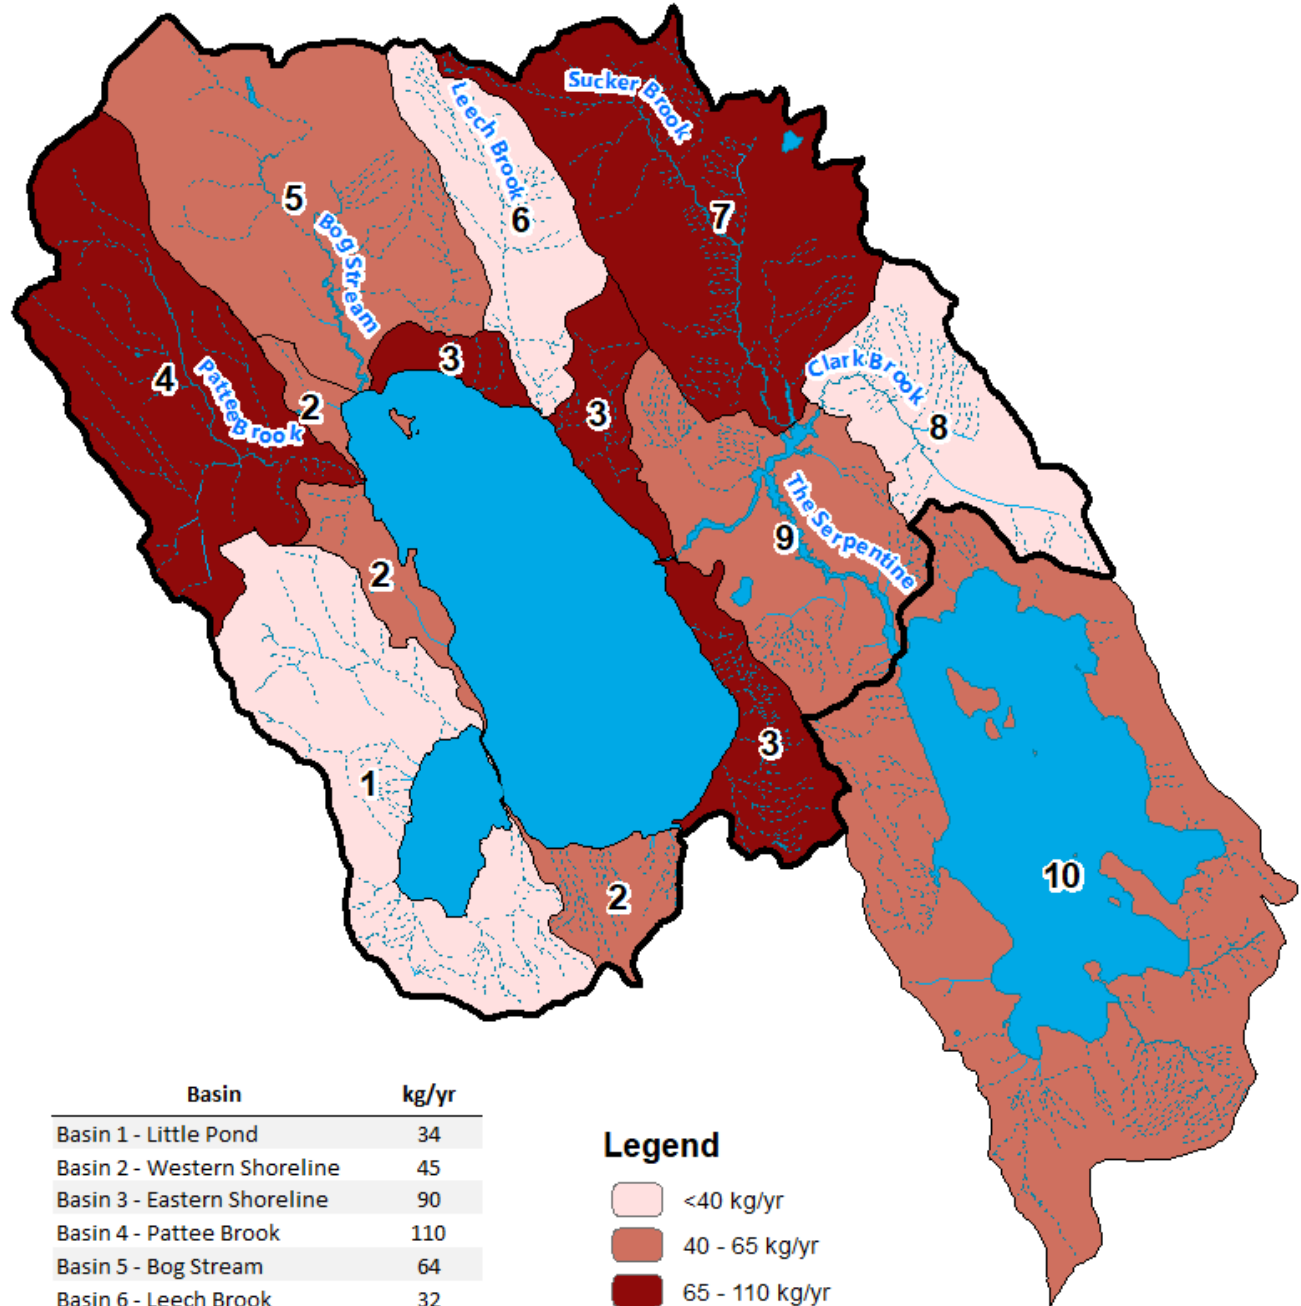 Sucker Brook
Leech Brook
5
6
7
Bog Stream
3
Clark Brook
4
Pattee Brook
2
3
8
The Serpentine
9
2
3
1
10
2
Basin kg/yr
Basin 1 - Little Pond 34
Basin 2 - Western Shoreline 45
Basin 3 - Eastern Shoreline 90
Basin 4 - Pattee Brook 110
Basin 5 - Bog Stream 64
Basin 6 - Leech Brook 32
Legend
<40 kg/yr
40 - 65 kg/yr
65 - 110 kg/yr